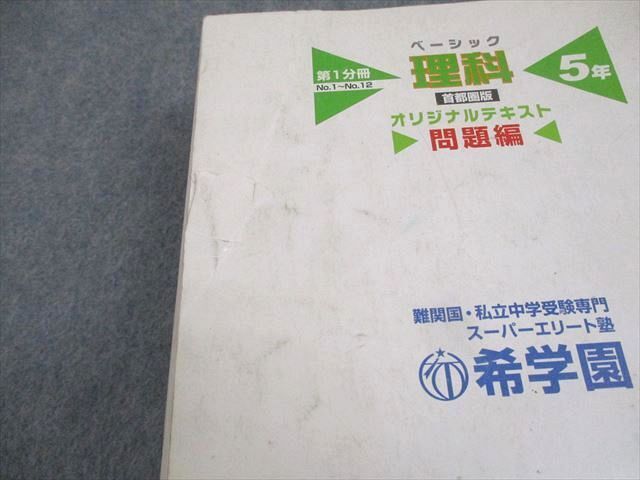 ベーシック
理科
5年
第1分冊
No.1〜No.12
首都圏版
オリジナルテキスト
問題編
難関国・私立中学受験専門
スーパーエリート塾
希学園